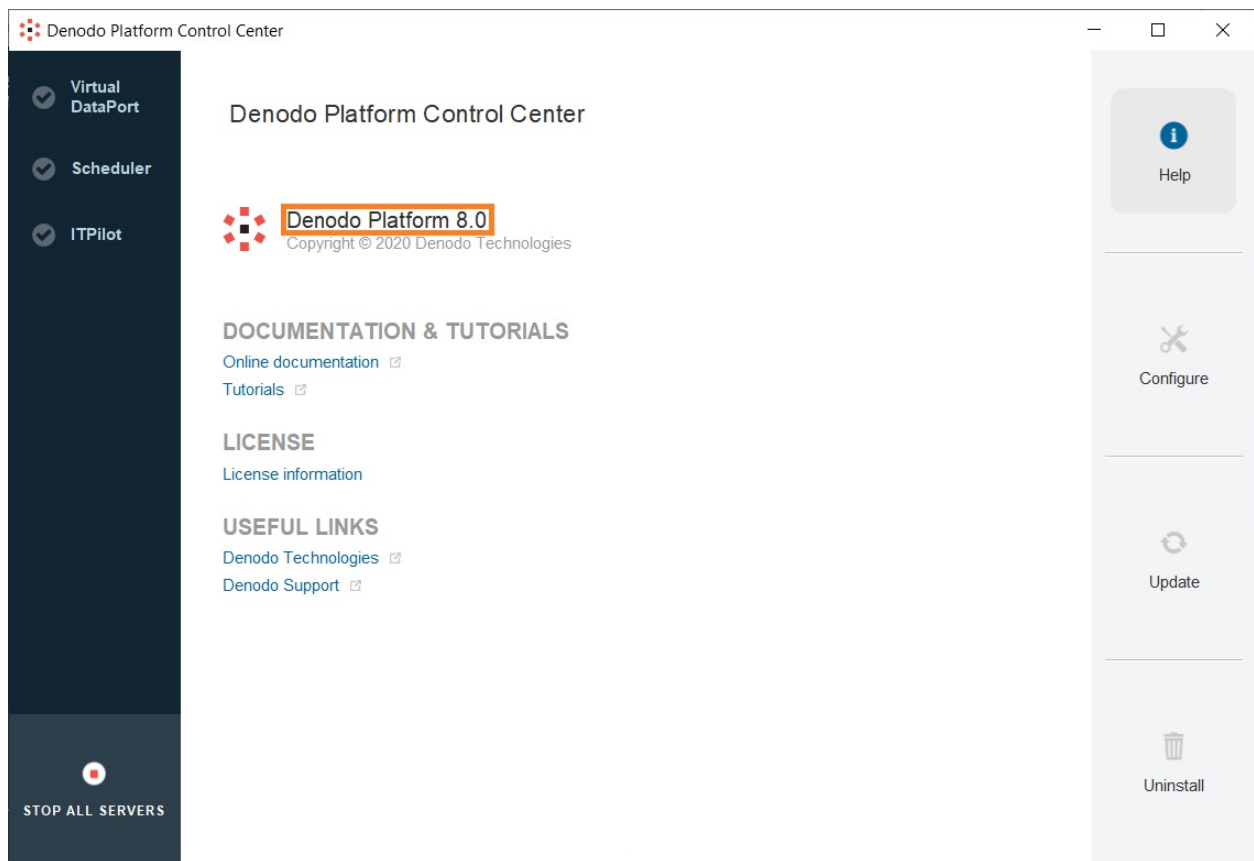 Denodo Platform Control Center
Virtual
DataPort
Scheduler
ITPilot
STOP ALL SERVERS
Denodo Platform Control Center
Denodo Platform 8.0
Copyright © 2020 Denodo Technologies
DOCUMENTATION & TUTORIALS
Online documentation
Tutorials
LICENSE
License information
USEFUL LINKS
Denodo Technologies
Denodo Support
Help
Configure
Update
Uninstall